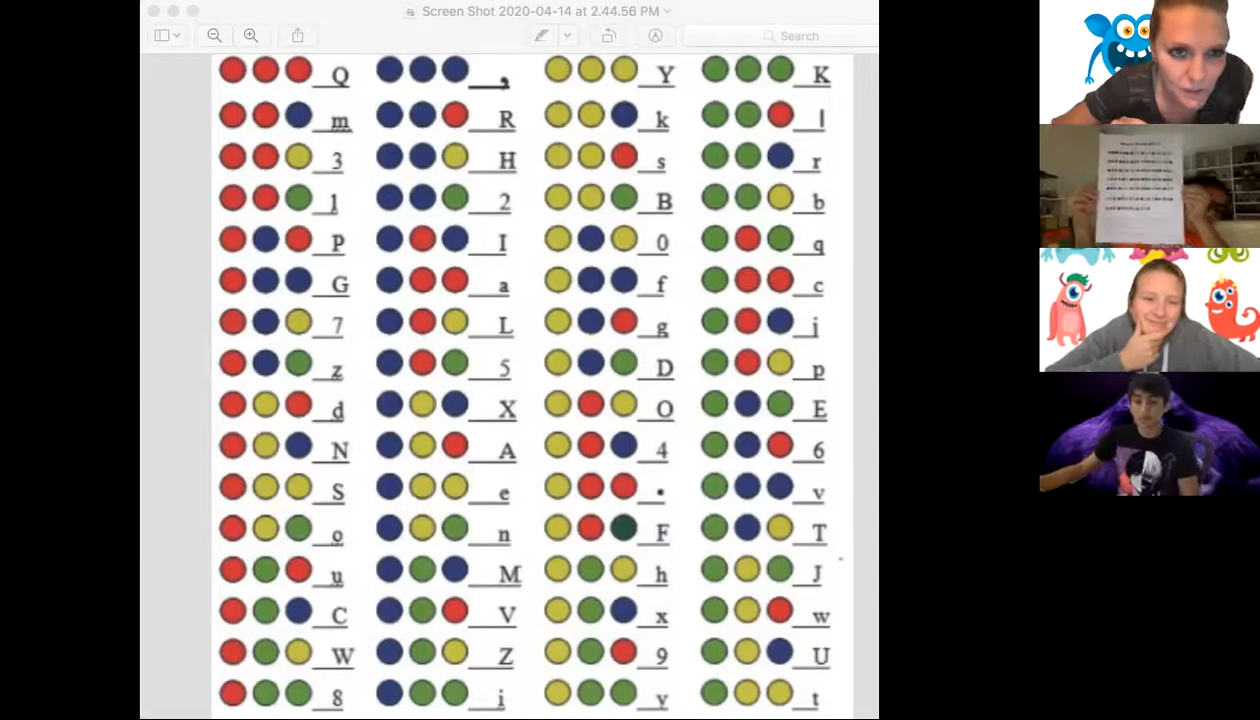 Screen Shot 2020-04-14 at 2.44.56 PM
Search
Q , Y K
m R k l
3 H s r
1 2 B b
P I 0 q
G a f c
7 L g j
z 5 D p
d X O E
N A 4 6
S e • v
o n F T
u M h J
C V x w
W Z 9 U
8 i y t